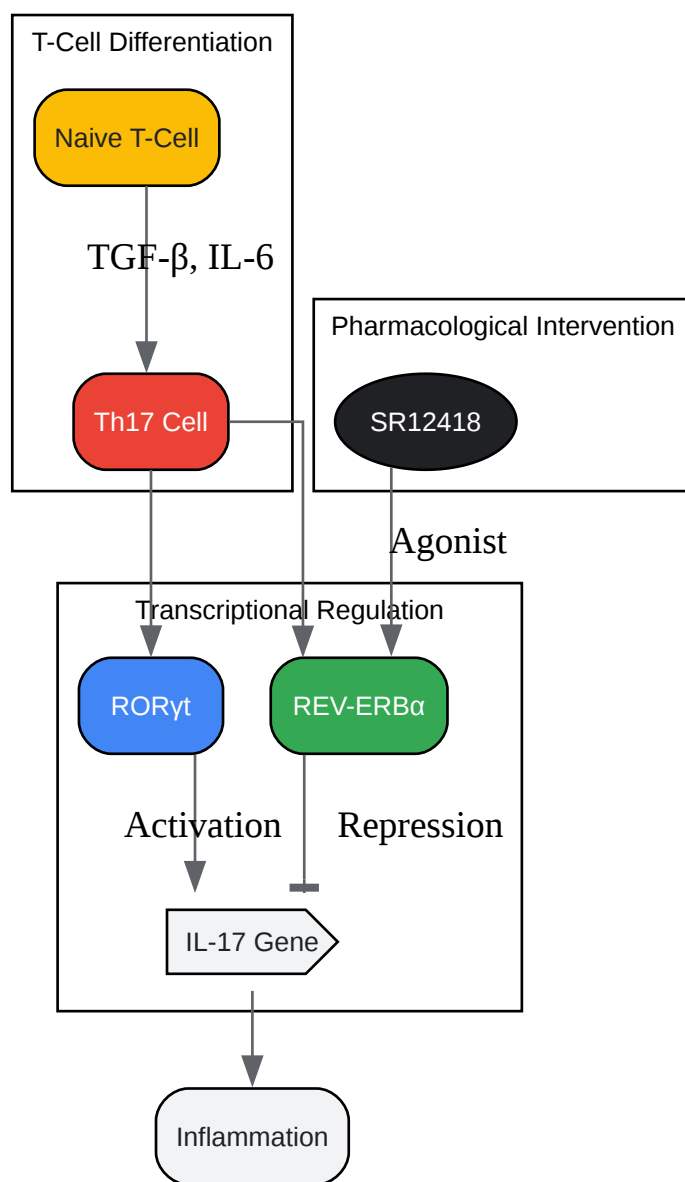 T-Cell Differentiation
Naive T-Cell
TGF-β, IL-6
Th17 Cell
Pharmacological Intervention
SR12418
Agonist
Transcriptional Regulation
RORγt
REV-ERBα
Activation
Repression
IL-17 Gene
Inflammation